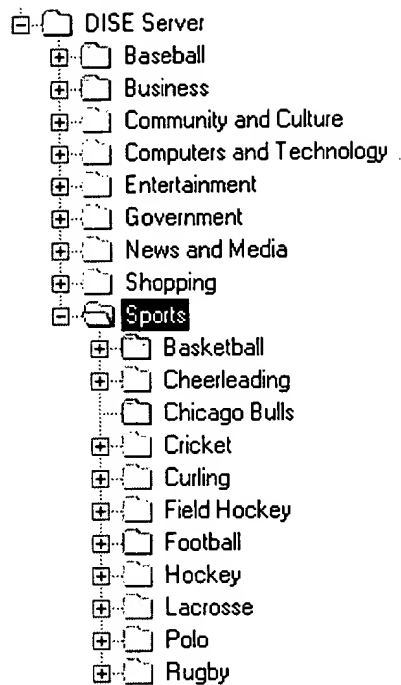 DISE Server
Baseball
Business
Community and Culture
Computers and Technology
Entertainment
Government
News and Media
Shopping
Sports
Basketball
Cheerleading
Chicago Bulls
Cricket
Curling
Field Hockey
Football
Hockey
Lacrosse
Polo
Rugby